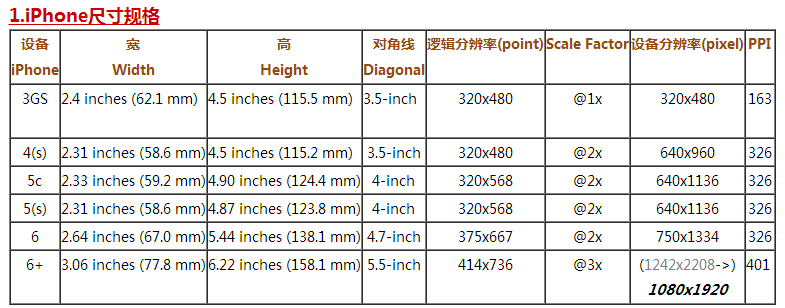 1.iPhone尺寸规格
设备 宽 高 对角线 逻辑分辨率(point) Scale Factor 设备分辨率(pixel) PPI
iPhone Width Height Diagonal
3GS 2.4 inches (62.1 mm) 4.5 inches (115.5 mm) 3.5-inch 320x480 @1x 320x480 163
4(s) 2.31 inches (58.6 mm) 4.5 inches (115.2 mm) 3.5-inch 320x480 @2x 640x960 326
5c 2.33 inches (59.2 mm) 4.90 inches (124.4 mm) 4-inch 320x568 @2x 640x1136 326
5(s) 2.31 inches (58.6 mm) 4.87 inches (123.8 mm) 4-inch 320x568 @2x 640x1136 326
6 2.64 inches (67.0 mm) 5.44 inches (138.1 mm) 4.7-inch 375x667 @2x 750x1334 326
6+ 3.06 inches (77.8 mm) 6.22 inches (158.1 mm) 5.5-inch 414x736 @3x (1242x2208->) 401
1080x1920